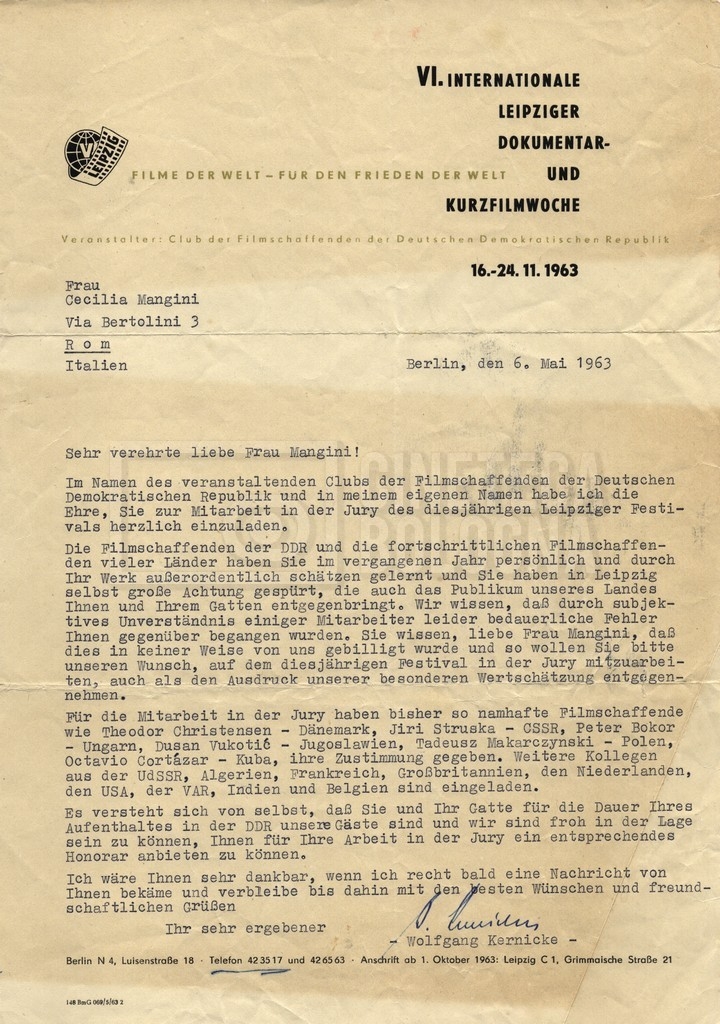 VI. INTERNATIONALE
LEIPZIGER
DOKUMENTAR-
UND
KURZFILMWOCHE
V
LEIPZIG
FILME DER WELT – FÜR DEN FRIEDEN DER WELT
Veranstalter: Club der Filmschaffenden der Deutschen Demokratischen Republik
16.-24. 11. 1963
Frau
Cecilia Mangini
Via Bertolini 3
R o m
Italien
Berlin, den 6. Mai 1963
Sehr verehrte liebe Frau Mangini!
Im Namen des veranstaltenden Clubs der Filmschaffenden der Deutschen
Demokratischen Republik und in meinem eigenen Namen habe ich die
Ehre, Sie zur Mitarbeit in der Jury des diesjährigen Leipziger Festi-
vals herzlich einzuladen.
Die Filmschaffenden der DDR und die fortschrittlichen Filmschaffen-
den vieler Länder haben Sie im vergangenen Jahr persönlich und durch
Ihr Werk außerordentlich schätzen gelernt und Sie haben in Leipzig
selbst große Achtung gespürt, die auch das Publikum unseres Landes
Ihnen und Ihrem Gatten entgegenbringt. Wir wissen, daß durch subjek-
tives Unverständnis einiger Mitarbeiter leider bedauerliche Fehler
Ihnen gegenüber begangen wurden. Sie wissen, liebe Frau Mangini, daß
dies in keiner Weise von uns gebilligt wurde und so wollen Sie bitte
unseren Wunsch, auf dem diesjährigen Festival in der Jury mitzuarbei-
ten, auch als den Ausdruck unserer besonderen Wertschätzung entgegen-
nehmen.
Für die Mitarbeit in der Jury haben bisher so namhafte Filmschaffende
wie Theodor Christensen - Dänemark, Jiri Struska - CSSR, Peter Bokor
- Ungarn, Dusan Vukotić - Jugoslawien, Tadeusz Makarczynski - Polen,
Octavio Cortázar - Kuba, ihre Zustimmung gegeben. Weitere Kollegen
aus der UdSSR, Algerien, Frankreich, Großbritannien, den Niederlanden,
den USA, der VAR, Indien und Belgien sind eingeladen.
Es versteht sich von selbst, daß Sie und Ihr Gatte für die Dauer Ihres
Aufenthaltes in der DDR unsere Gäste sind und wir sind froh in der Lage
sein zu können, Ihnen für Ihre Arbeit in der Jury ein entsprechendes
Honorar anbieten zu können.
Ich wäre Ihnen sehr dankbar, wenn ich recht bald eine Nachricht von
Ihnen bekäme und verbleibe bis dahin mit den besten Wünschen und freund-
schaftlichen Grüßen
Ihr sehr ergebener
- Wolfgang Kernicke -
Berlin N 4, Luisenstraße 18 · Telefon 42 35 17 und 42 65 63 · Anschrift ab 1. Oktober 1963: Leipzig C 1, Grimmaische Straße 21
148 BmG 069/5/63 2